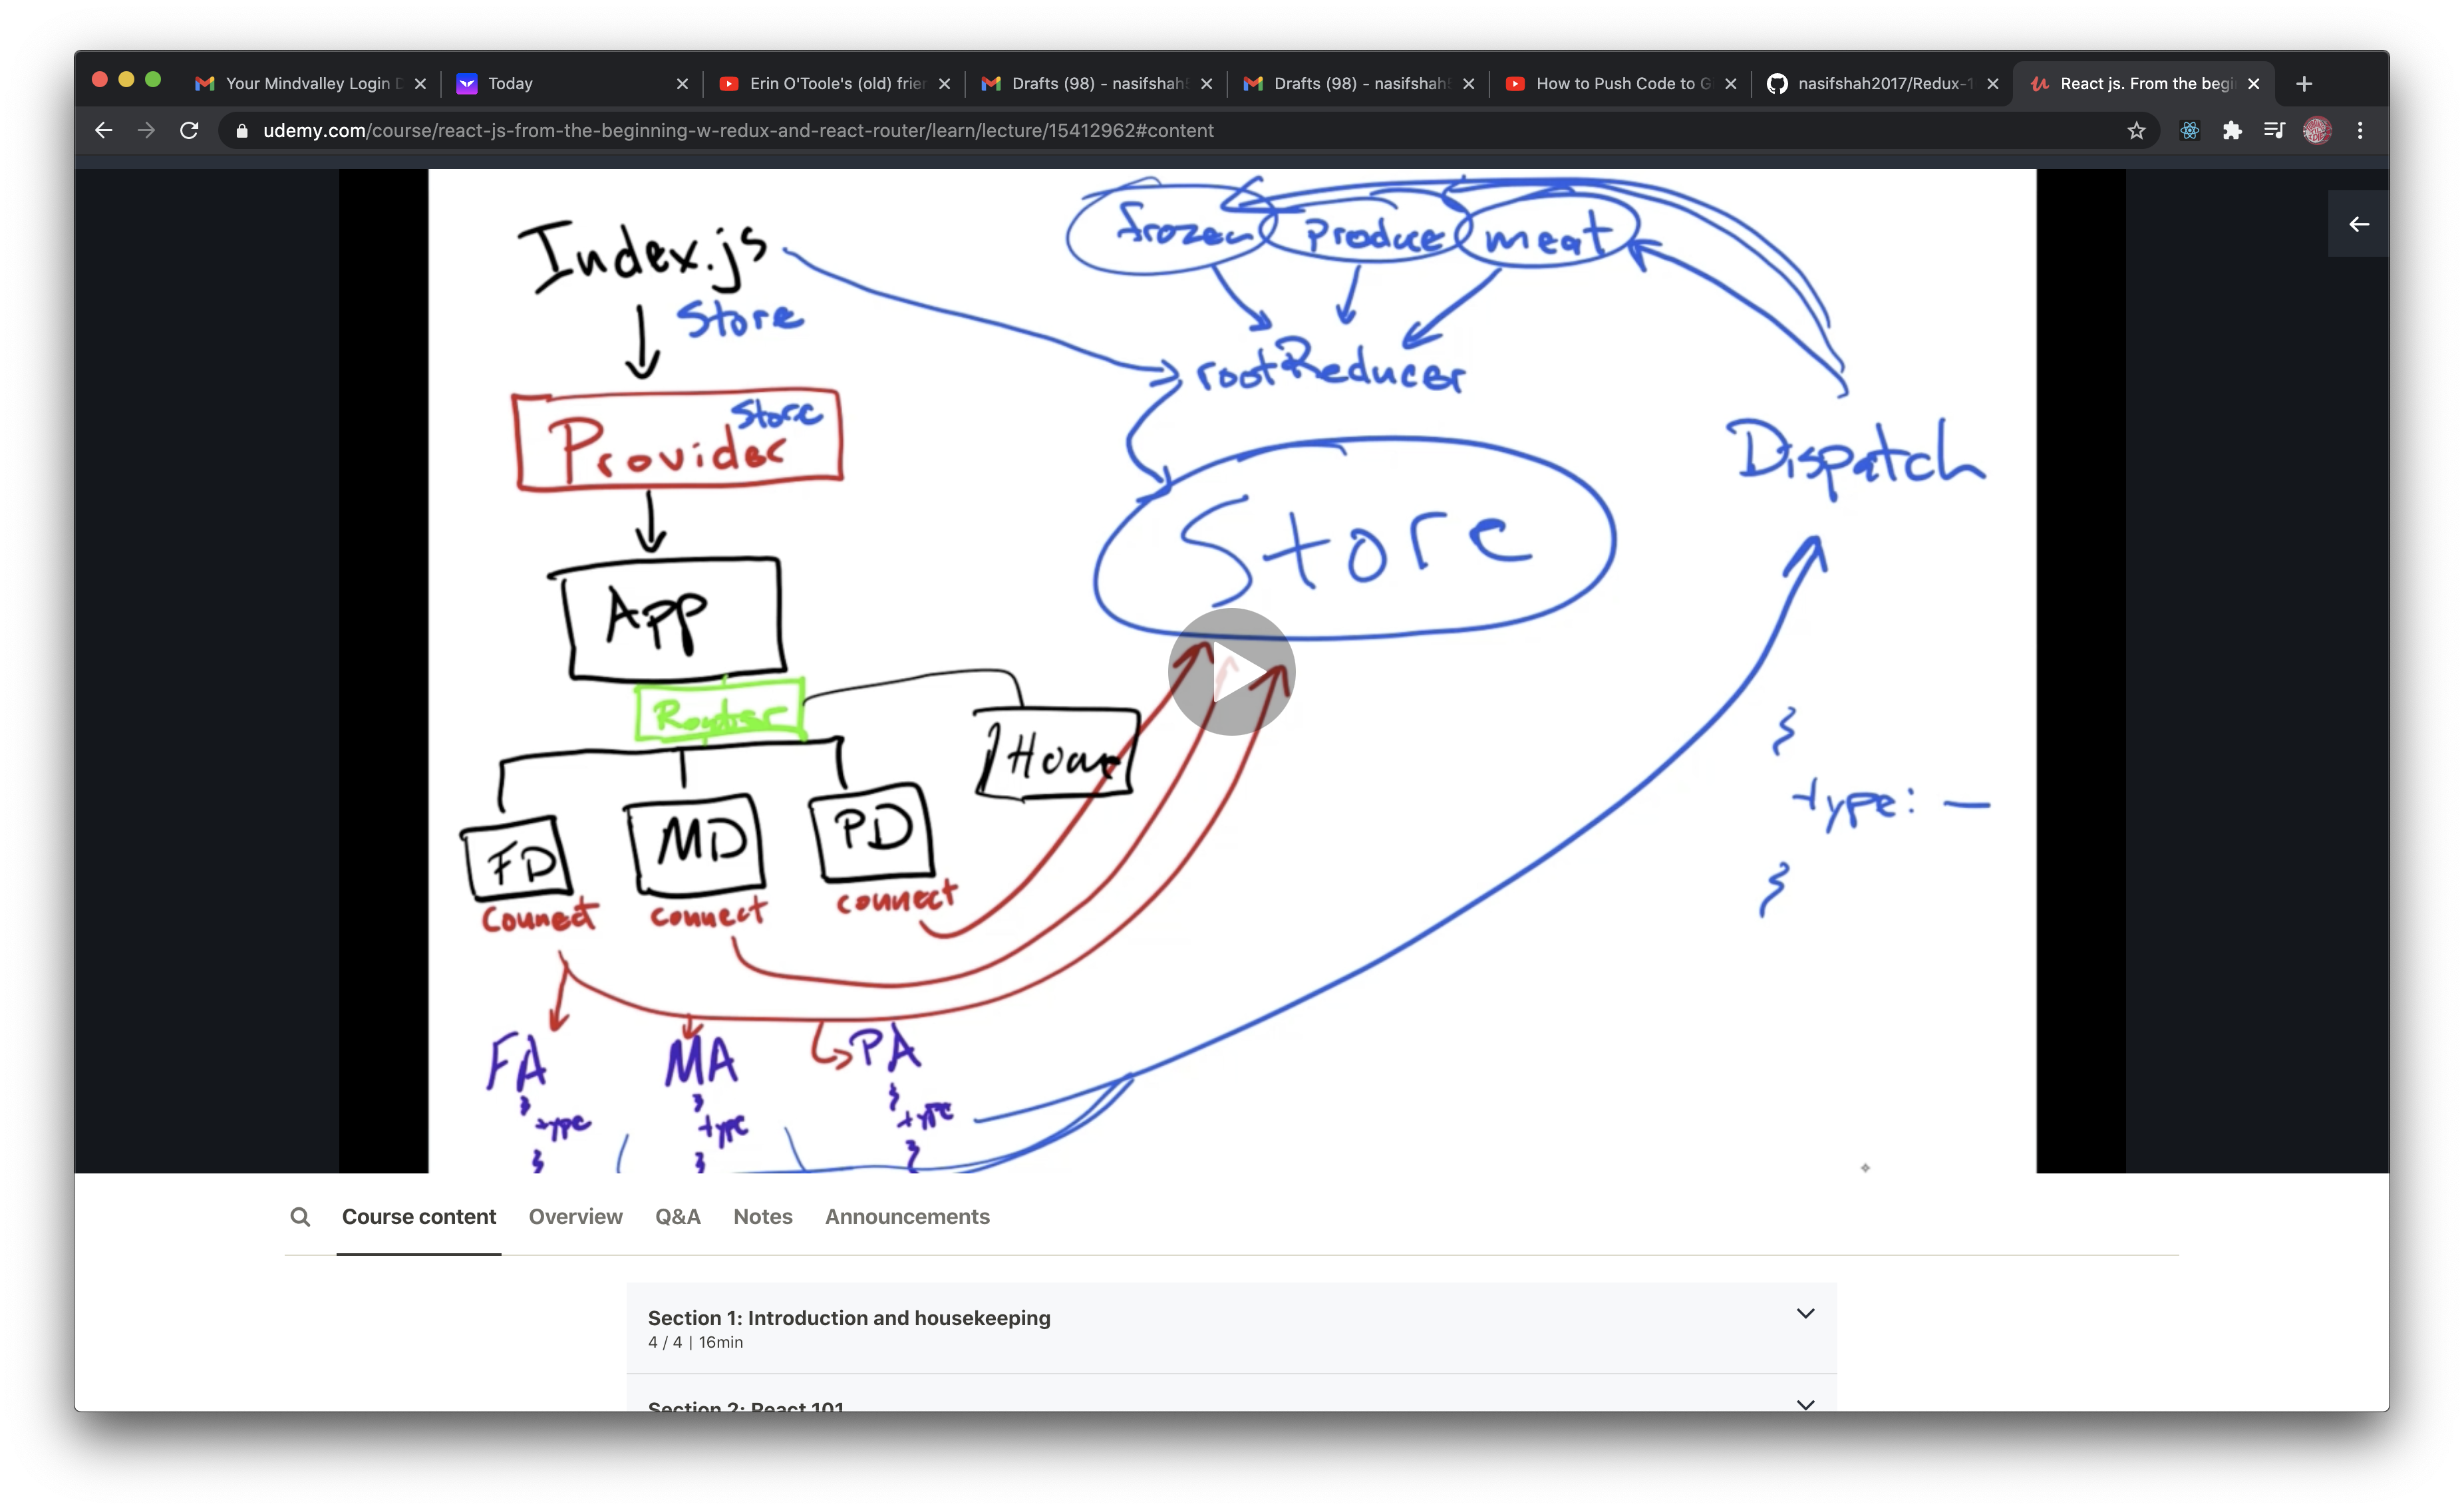 Your Mindvalley Login D
Today
Erin O'Toole's (old) frien
Drafts (98) - nasifshah
Drafts (98) - nasifshah
How to Push Code to G
nasifshah2017/Redux-1
React js. From the begi
udemy.com/course/react-js-from-the-beginning-w-redux-and-react-router/learn/lecture/15412962#content
Index.js
Store
Provider
Store
App
Router
/Hom
FD
MD
PD
Connect
connect
connect
FA
MA
PA
}
type
}
}
type
}
}
type
}
frozen
produce
meat
rootReducer
Store
Dispatch
}
type: —
}
Course content
Overview
Q&A
Notes
Announcements
Section 1: Introduction and housekeeping
4 / 4 | 16min
Section 2: React 101